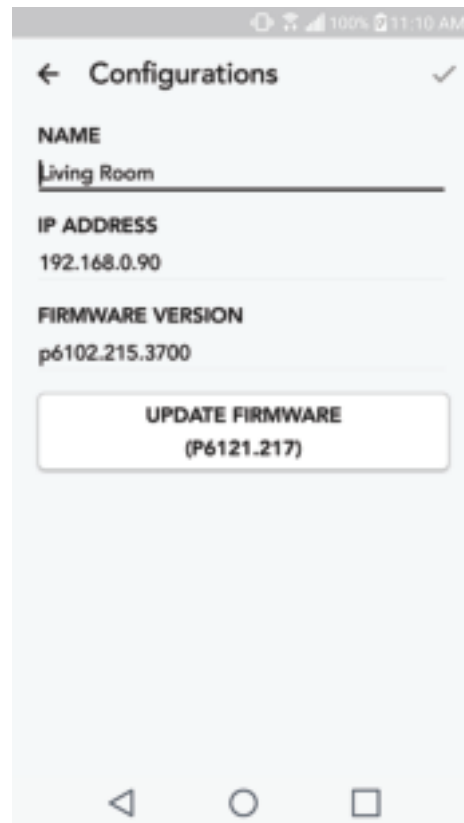 100% 11:10 AM
Configurations
NAME
Living Room
IP ADDRESS
192.168.0.90
FIRMWARE VERSION
p6102.215.3700
UPDATE FIRMWARE
(P6121.217)